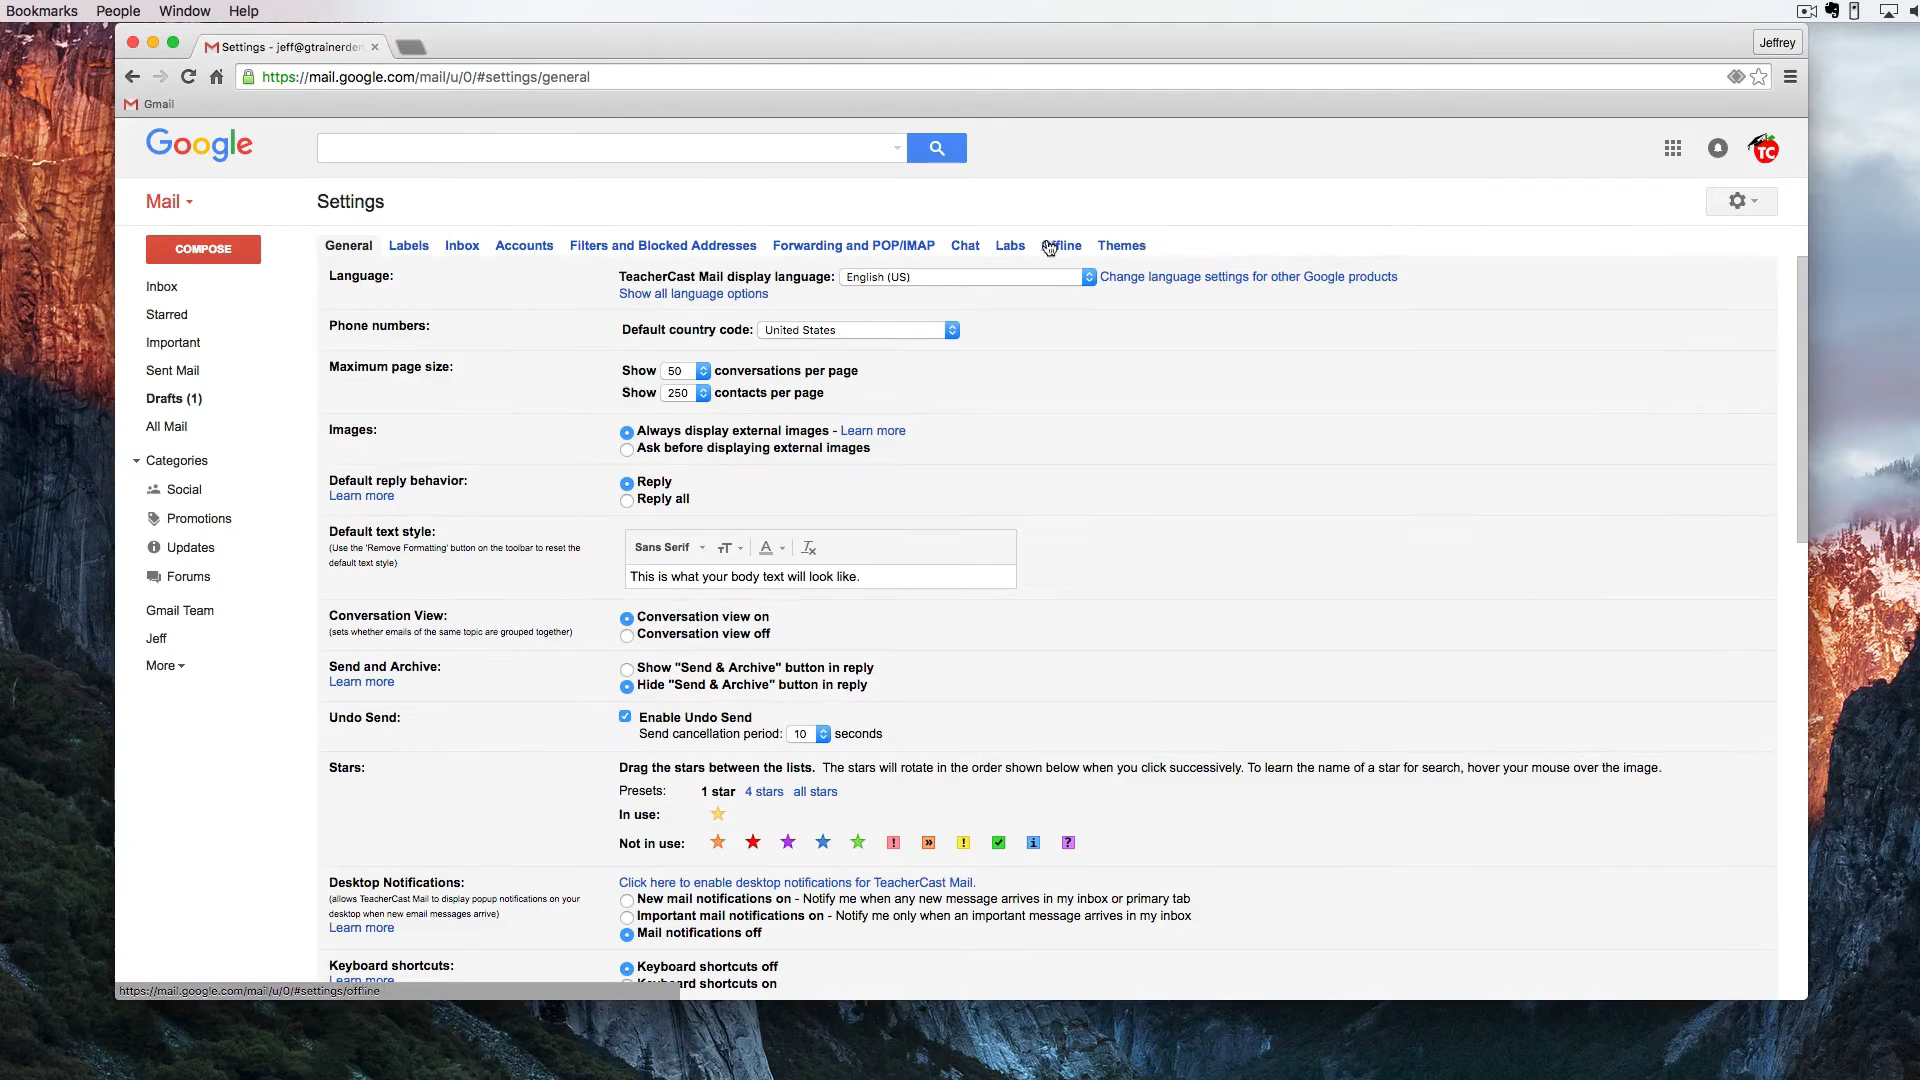 Bookmarks People Window Help
Settings - jeff@gtrainerde
Jeffrey
https://mail.google.com/mail/u/0/#settings/general
Gmail
Google
TC
Mail
Settings
COMPOSE
General Labels Inbox Accounts Filters and Blocked Addresses Forwarding and POP/IMAP Chat Labs Offline Themes
Inbox
Starred
Important
Sent Mail
Drafts (1)
All Mail
Categories
Social
Promotions
Updates
Forums
Gmail Team
Jeff
More
Language:
TeacherCast Mail display language: English (US) Change language settings for other Google products
Show all language options
Phone numbers:
Default country code: United States
Maximum page size:
Show 50 conversations per page
Show 250 contacts per page
Images:
Always display external images - Learn more
Ask before displaying external images
Default reply behavior:
Learn more
Reply
Reply all
Default text style:
(Use the 'Remove Formatting' button on the toolbar to reset the
default text style)
Sans Serif
This is what your body text will look like.
Conversation View:
(sets whether emails of the same topic are grouped together)
Conversation view on
Conversation view off
Send and Archive:
Learn more
Show "Send & Archive" button in reply
Hide "Send & Archive" button in reply
Undo Send:
Enable Undo Send
Send cancellation period: 10 seconds
Stars:
Drag the stars between the lists. The stars will rotate in the order shown below when you click successively. To learn the name of a star for search, hover your mouse over the image.
Presets: 1 star 4 stars all stars
In use:
Not in use: ! » ! i ?
Desktop Notifications:
(allows TeacherCast Mail to display popup notifications on your
desktop when new email messages arrive)
Learn more
Click here to enable desktop notifications for TeacherCast Mail.
New mail notifications on - Notify me when any new message arrives in my inbox or primary tab
Important mail notifications on - Notify me only when an important message arrives in my inbox
Mail notifications off
Keyboard shortcuts:
Learn more
Keyboard shortcuts off
Keyboard shortcuts on
https://mail.google.com/mail/u/0/#settings/offline